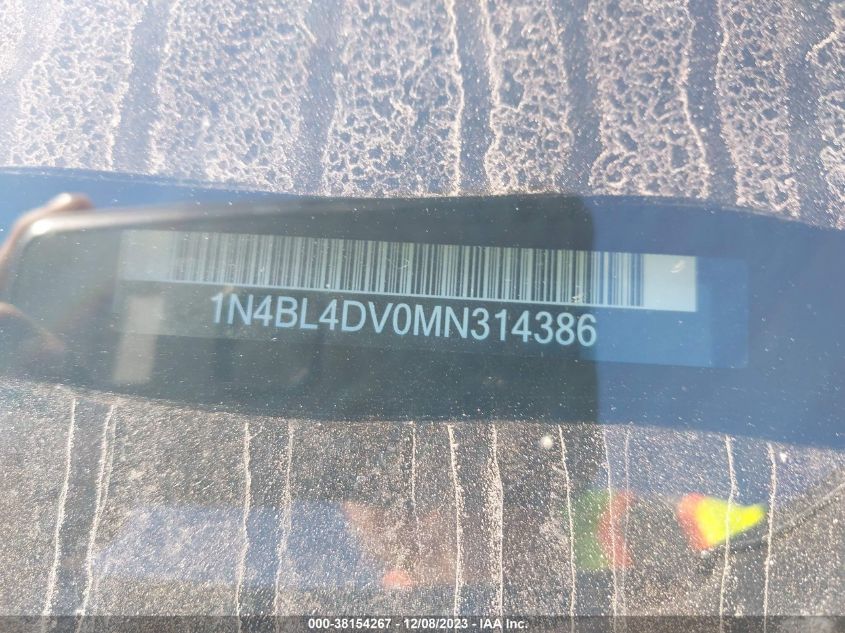 1N4BL4DV0MN314386
000-38154267 - 12/08/2023 - IAA Inc.